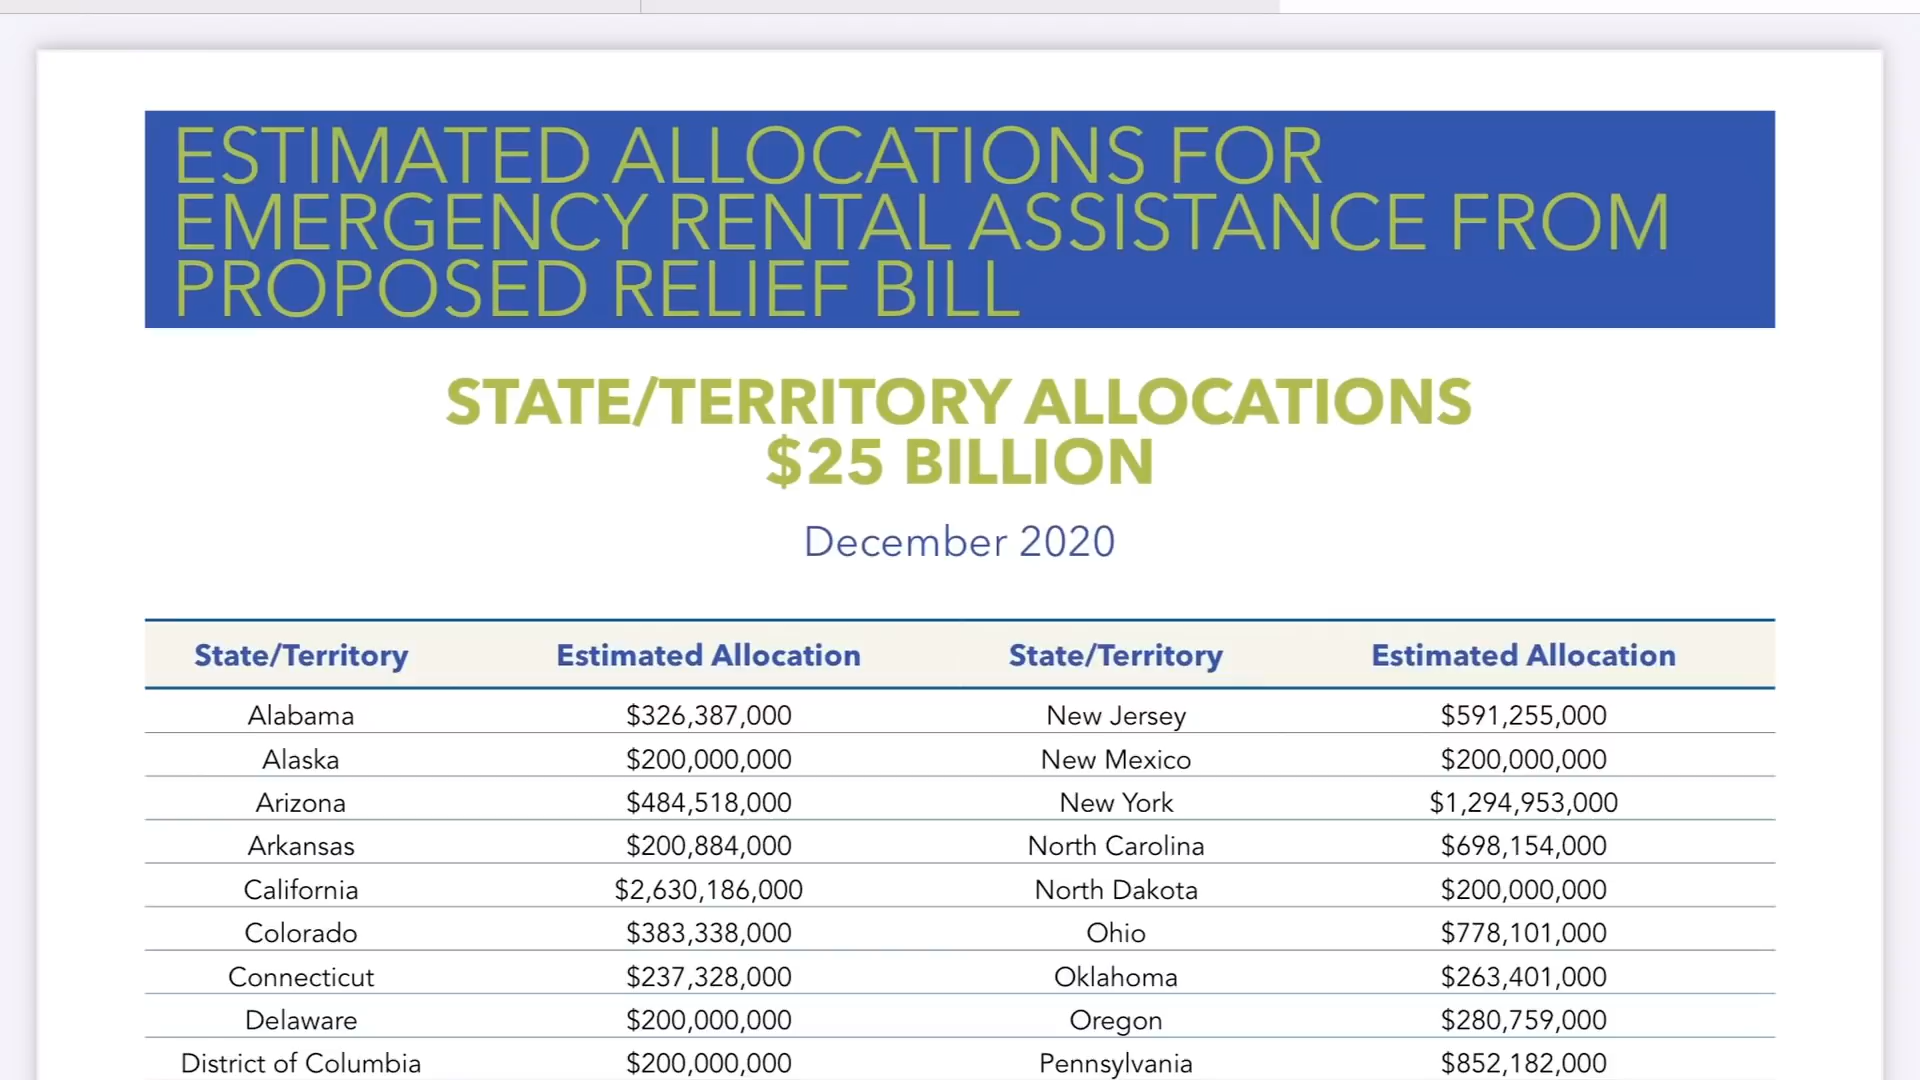 ESTIMATED ALLOCATIONS FOR
EMERGENCY RENTAL ASSISTANCE FROM
PROPOSED RELIEF BILL
STATE/TERRITORY ALLOCATIONS
$25 BILLION
December 2020
State/Territory Estimated Allocation State/Territory Estimated Allocation
Alabama $326,387,000 New Jersey $591,255,000
Alaska $200,000,000 New Mexico $200,000,000
Arizona $484,518,000 New York $1,294,953,000
Arkansas $200,884,000 North Carolina $698,154,000
California $2,630,186,000 North Dakota $200,000,000
Colorado $383,338,000 Ohio $778,101,000
Connecticut $237,328,000 Oklahoma $263,401,000
Delaware $200,000,000 Oregon $280,759,000
District of Columbia $200,000,000 Pennsylvania $852,182,000